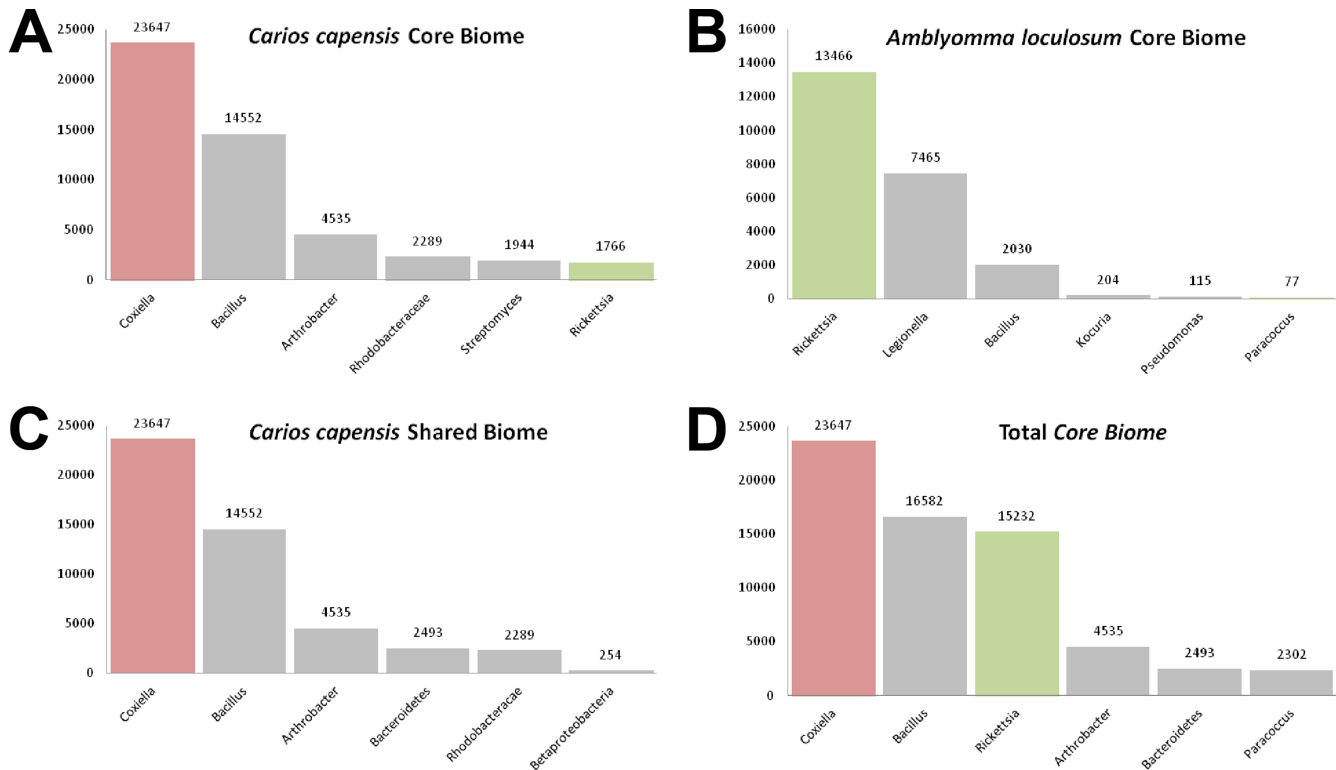 A
Carios capensis Core Biome
25000
20000
15000
10000
5000
0
23647
14552
4535
2289
1944
1766
Coxiella
Bacillus
Arthrobacter
Rhodobacteraceae
Streptomyces
Rickettsia
B
Amblyomma loculosum Core Biome
16000
14000
12000
10000
8000
6000
4000
2000
0
13466
7465
2030
204
115
77
Rickettsia
Legionella
Bacillus
Kocuria
Pseudomonas
Paracoccus
C
Carios capensis Shared Biome
25000
20000
15000
10000
5000
0
23647
14552
4535
2493
2289
254
Coxiella
Bacillus
Arthrobacter
Bacteroidetes
Rhodobacteracae
Betaproteobacteria
D
Total Core Biome
25000
20000
15000
10000
5000
0
23647
16582
15232
4535
2493
2302
Coxiella
Bacillus
Rickettsia
Arthrobacter
Bacteroidetes
Paracoccus